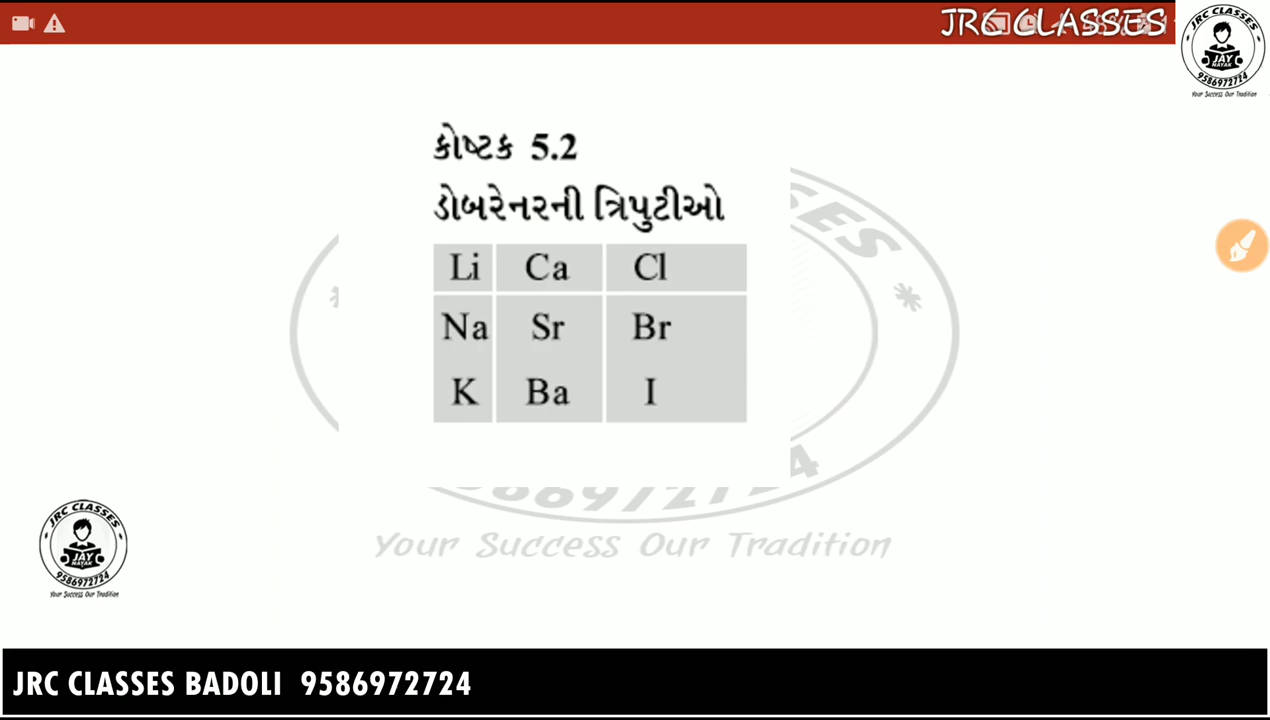 JRC CLASSES
JRC CLASSES
JAY
NAYAK
9586972724
Your Success Our Tradition
કોષ્ટક 5.2
ડોબરેનરની ત્રિપુટીઓ
Li Ca Cl
Na Sr Br
K Ba I
Your Success Our Tradition
JRC CLASSES
JAY
NAYAK
9586972724
Your Success Our Tradition
JRC CLASSES BADOLI 9586972724